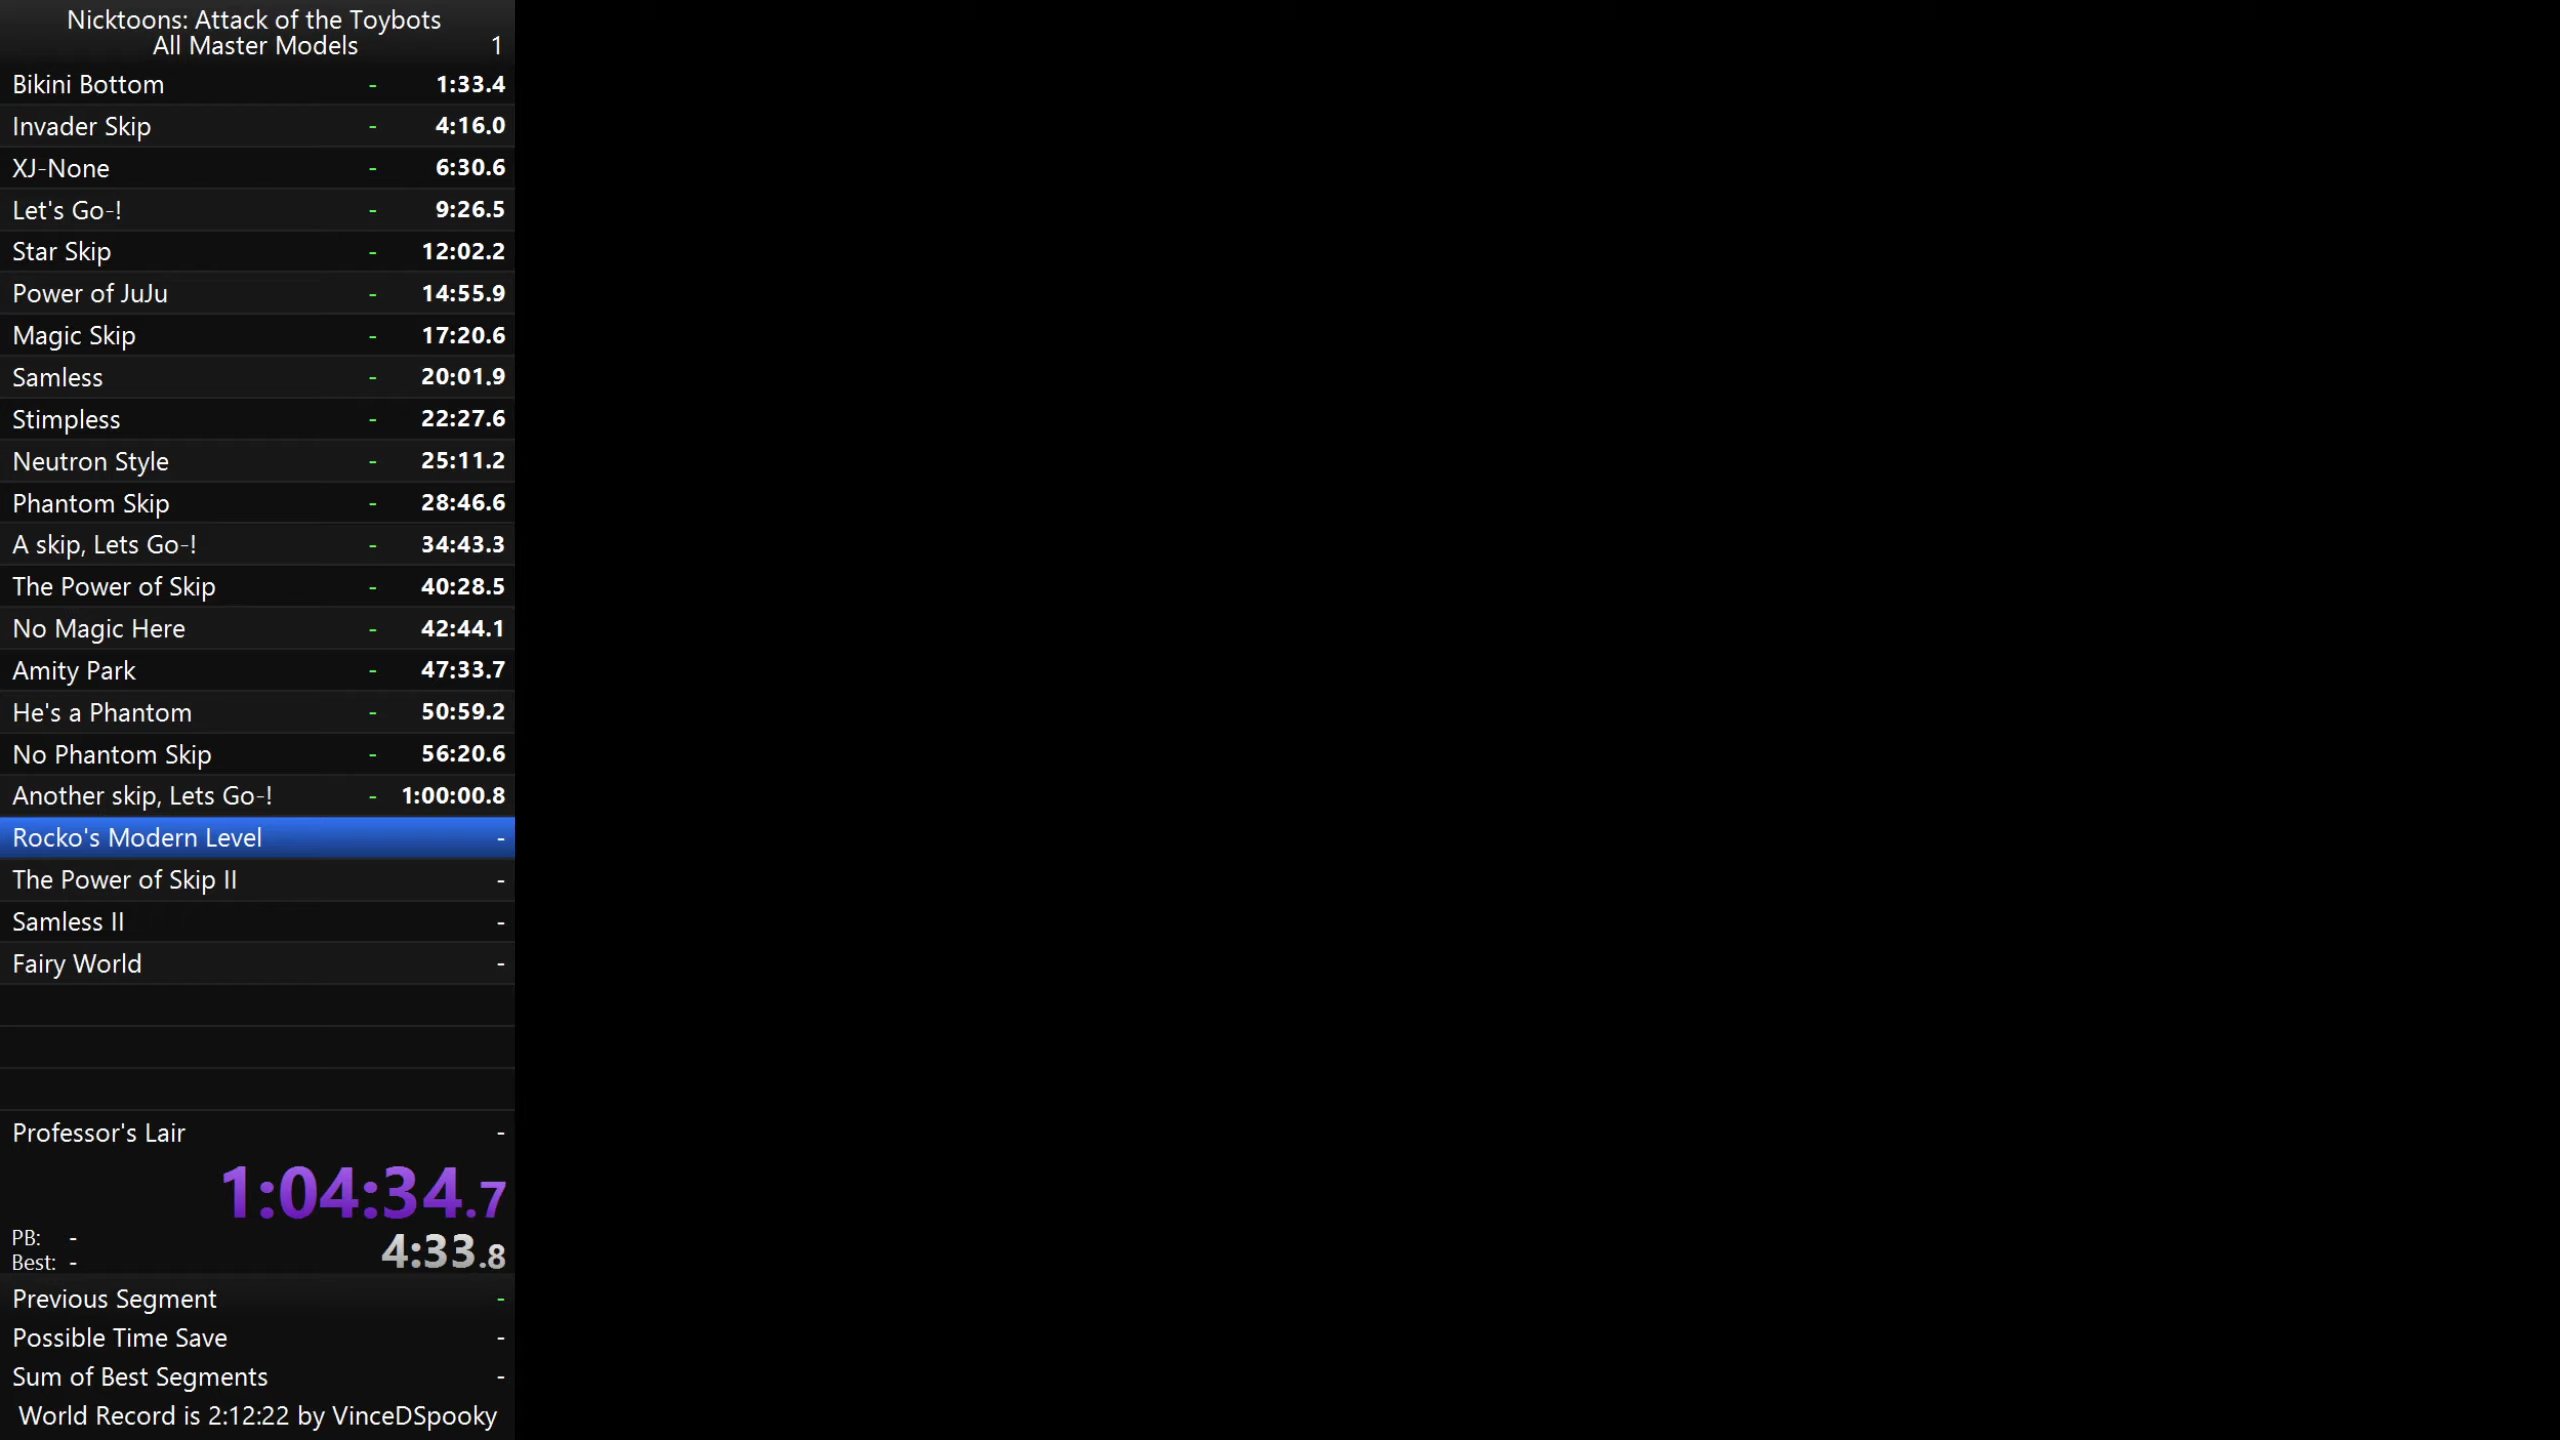 Nicktoons: Attack of the Toybots
All Master Models 1
Bikini Bottom - 1:33.4
Invader Skip - 4:16.0
XJ-None - 6:30.6
Let's Go-! - 9:26.5
Star Skip - 12:02.2
Power of JuJu - 14:55.9
Magic Skip - 17:20.6
Samless - 20:01.9
Stimpless - 22:27.6
Neutron Style - 25:11.2
Phantom Skip - 28:46.6
A skip, Lets Go-! - 34:43.3
The Power of Skip - 40:28.5
No Magic Here - 42:44.1
Amity Park - 47:33.7
He's a Phantom - 50:59.2
No Phantom Skip - 56:20.6
Another skip, Lets Go-! - 1:00:00.8
Rocko's Modern Level -
The Power of Skip II -
Samless II -
Fairy World -
Professor's Lair -
1:04:34.7
PB: -
Best: - 4:33.8
Previous Segment -
Possible Time Save -
Sum of Best Segments -
World Record is 2:12:22 by VinceDSpooky